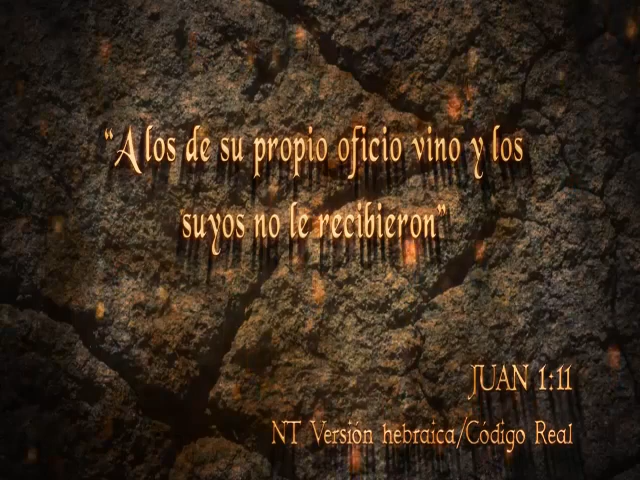 “A los de su propio oficio vino y los
suyos no le recibieron”
JUAN 1:11
NT Versión hebraica/Código Real